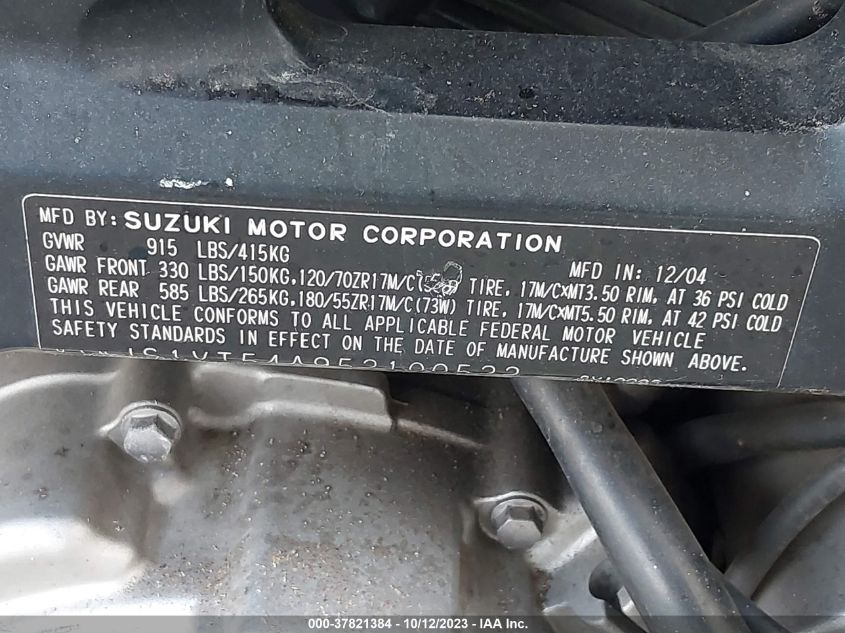 MFD BY: SUZUKI MOTOR CORPORATION
GVWR 915 LBS/415KG MFD IN: 12/04
GAWR FRONT 330 LBS/150KG, 120/70ZR17M/C TIRE, 17M/C×MT3.50 RIM, AT 36 PSI COLD
GAWR REAR 585 LBS/265KG, 180/55ZR17M/C(73W) TIRE, 17M/C×MT5.50 RIM, AT 42 PSI COLD
THIS VEHICLE CONFORMS TO ALL APPLICABLE FEDERAL MOTOR VEHICLE
SAFETY STANDARDS IN EFFECT ON THE DATE OF MANUFACTURE SHOWN ABOVE.
000-37821384 - 10/12/2023 - IAA Inc.